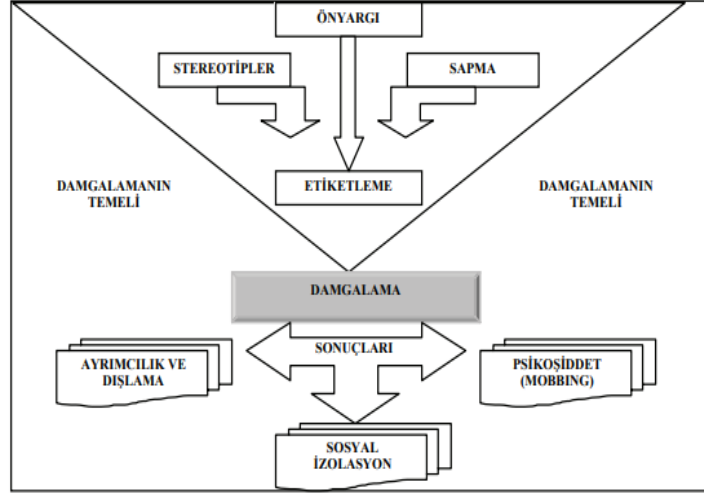 ÖNYARGI
STEREOTİPLER
SAPMA
ETİKETLEME
DAMGALAMANIN
TEMELİ
DAMGALAMANIN
TEMELİ
DAMGALAMA
SONUÇLARI
AYRIMCILIK VE
DIŞLAMA
PSİKOŞİDDET
(MOBBING)
SOSYAL
İZOLASYON